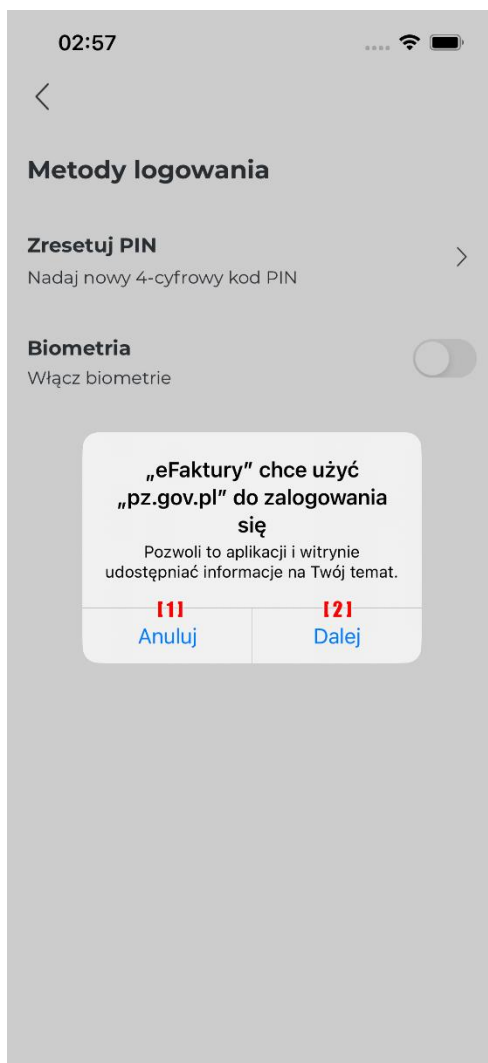 02:57
Metody logowania
Zresetuj PIN
Nadaj nowy 4-cyfrowy kod PIN
Biometria
Włącz biometrie
„eFaktury” chce użyć
„pz.gov.pl” do zalogowania
się
Pozwoli to aplikacji i witrynie
udostępniać informacje na Twój temat.
[1] [2]
Anuluj Dalej